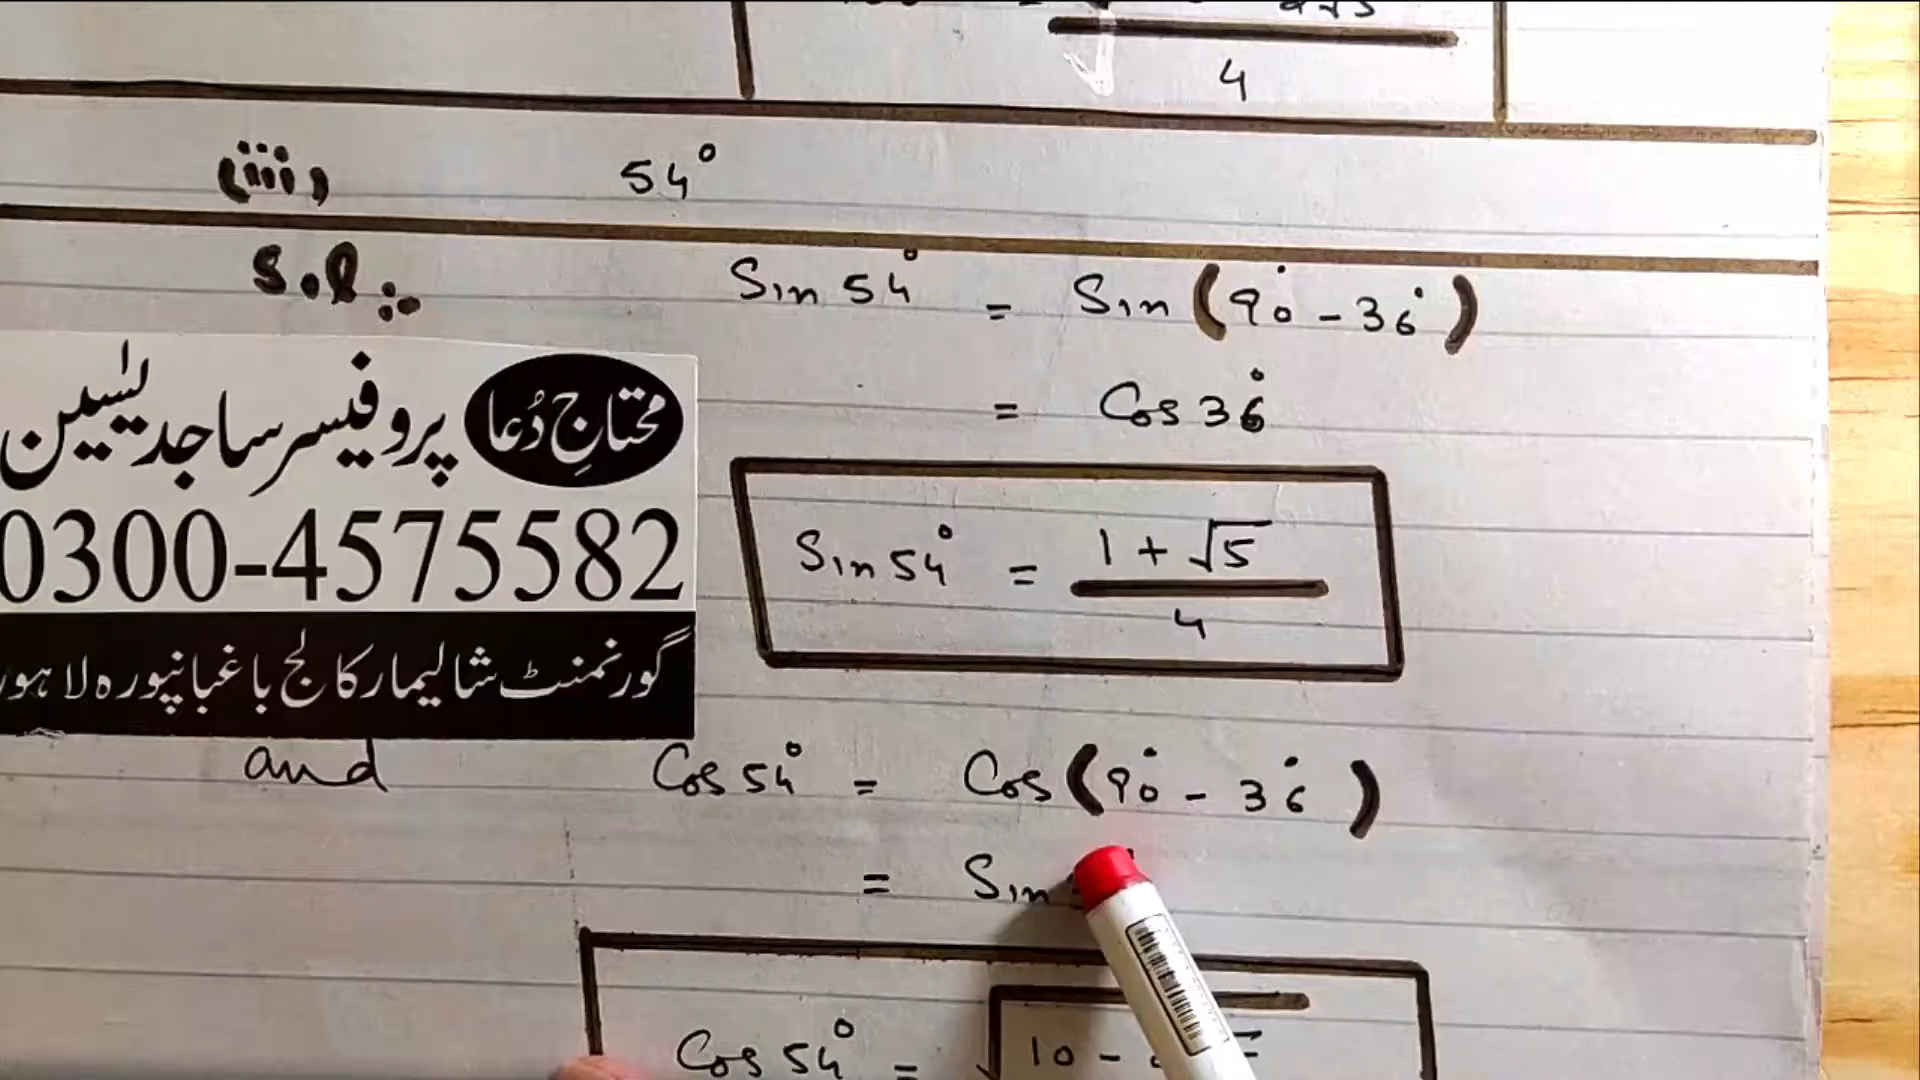 4
(iii) 54°
Sol:- Sin 54° = Sin (90° - 36°)
= Cos 36°
محتاجِ دُعا پروفیسر ساجد یٰسین
0300-4575582
گورنمنٹ شالیمار کالج باغبانپورہ لاہور
Sin 54° = 1 + √5
4
and Cos 54° = Cos (90° - 36°)
= Sin
Cos 54° = √10 -